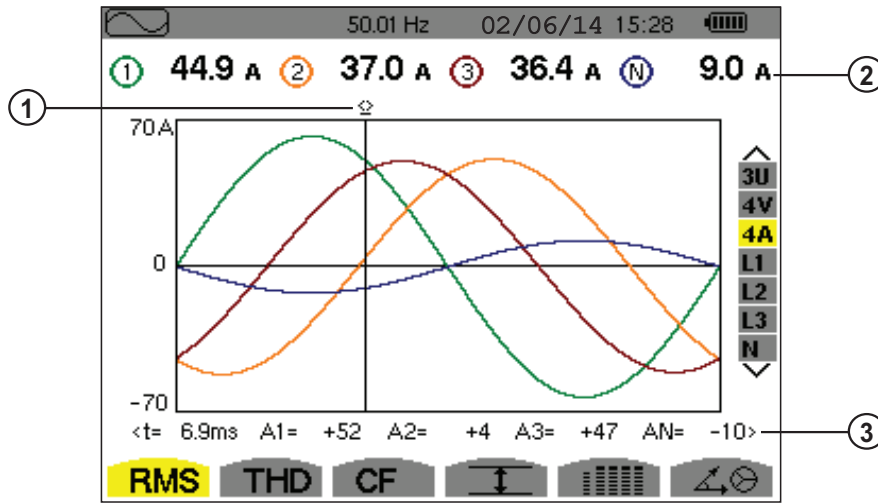 50.01 Hz 02/06/14 15:28
1 44.9 A 2 37.0 A 3 36.4 A N 9.0 A 2
1
70A
3U
4V
4A
0
L1
L2
L3
N
-70
<t= 6.9ms A1= +52 A2= +4 A3= +47 AN= -10> 3
RMS THD CF